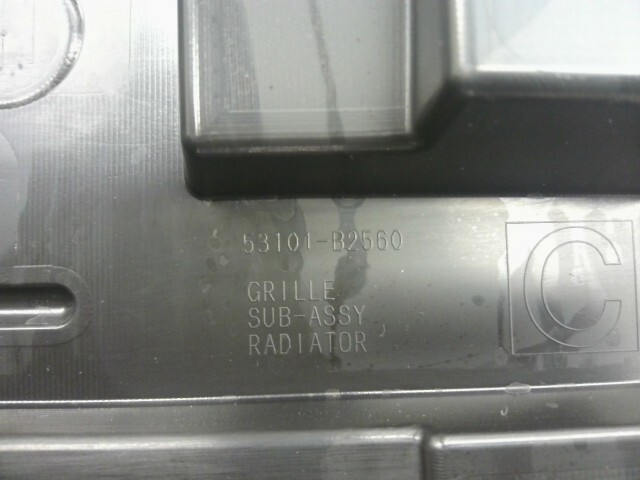 53101-B2560
GRILLE
SUB-ASSY
RADIATOR
C